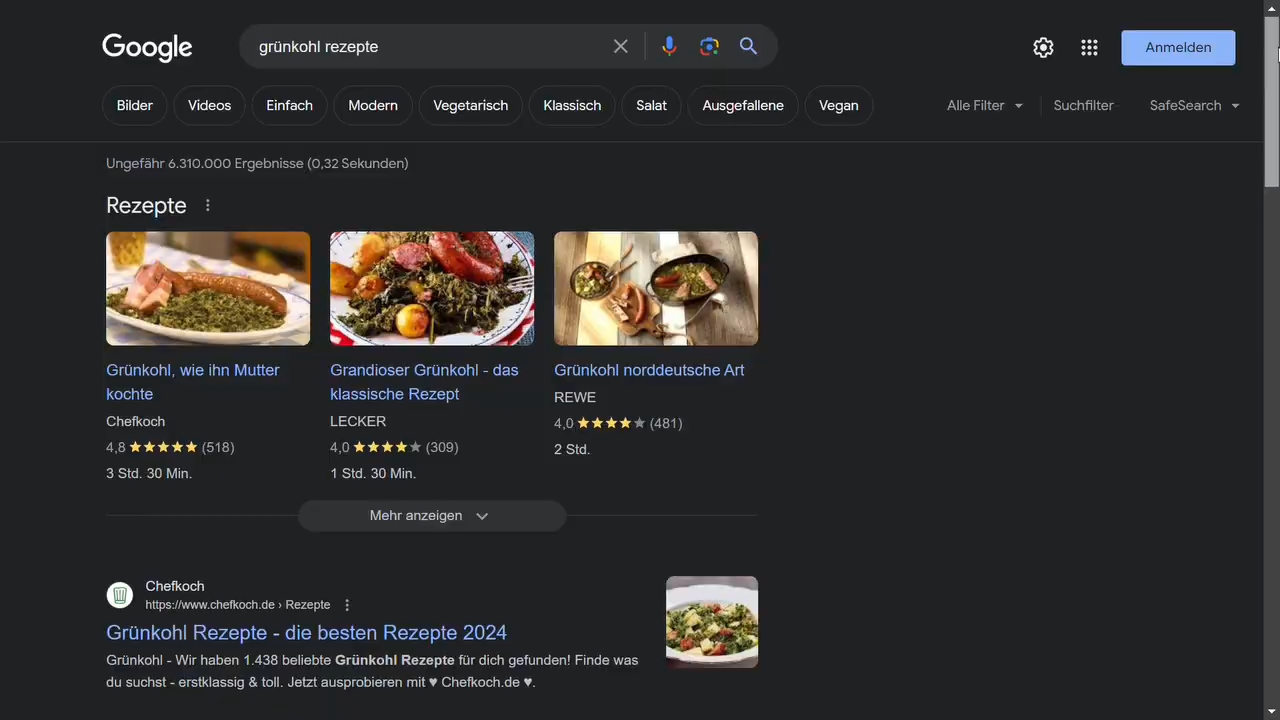 Google
grünkohl rezepte
Anmelden
Bilder Videos Einfach Modern Vegetarisch Klassisch Salat Ausgefallene Vegan Alle Filter Suchfilter SafeSearch
Ungefähr 6.310.000 Ergebnisse (0,32 Sekunden)
Rezepte
Grünkohl, wie ihn Mutter
kochte
Chefkoch
4,8 ★★★★★ (518)
3 Std. 30 Min.
Grandioser Grünkohl - das
klassische Rezept
LECKER
4,0 ★★★★★ (309)
1 Std. 30 Min.
Grünkohl norddeutsche Art
REWE
4,0 ★★★★★ (481)
2 Std.
Mehr anzeigen
Chefkoch
https://www.chefkoch.de › Rezepte
Grünkohl Rezepte - die besten Rezepte 2024
Grünkohl - Wir haben 1.438 beliebte Grünkohl Rezepte für dich gefunden! Finde was
du suchst - erstklassig & toll. Jetzt ausprobieren mit ♥ Chefkoch.de ♥.